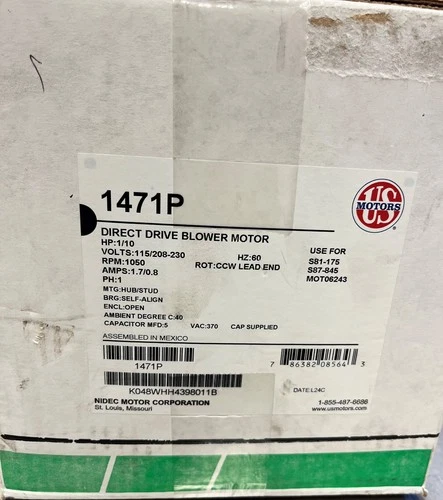 1471P
US
MOTORS
DIRECT DRIVE BLOWER MOTOR
HP:1/10
VOLTS:115/208-230 HZ:60 USE FOR
RPM:1050 ROT:CCW LEAD END S81-175
AMPS:1.7/0.8 S87-845
PH:1 MOT06243
MTG:HUB/STUD
BRG:SELF-ALIGN
ENCL:OPEN
AMBIENT DEGREE C:40
CAPACITOR MFD:5 VAC:370 CAP SUPPLIED
ASSEMBLED IN MEXICO
1471P
7 86382 08564 3
K048WHH4398011B
DATE:L24C
NIDEC MOTOR CORPORATION 1-855-487-6686
St. Louis, Missouri www.usmotors.com